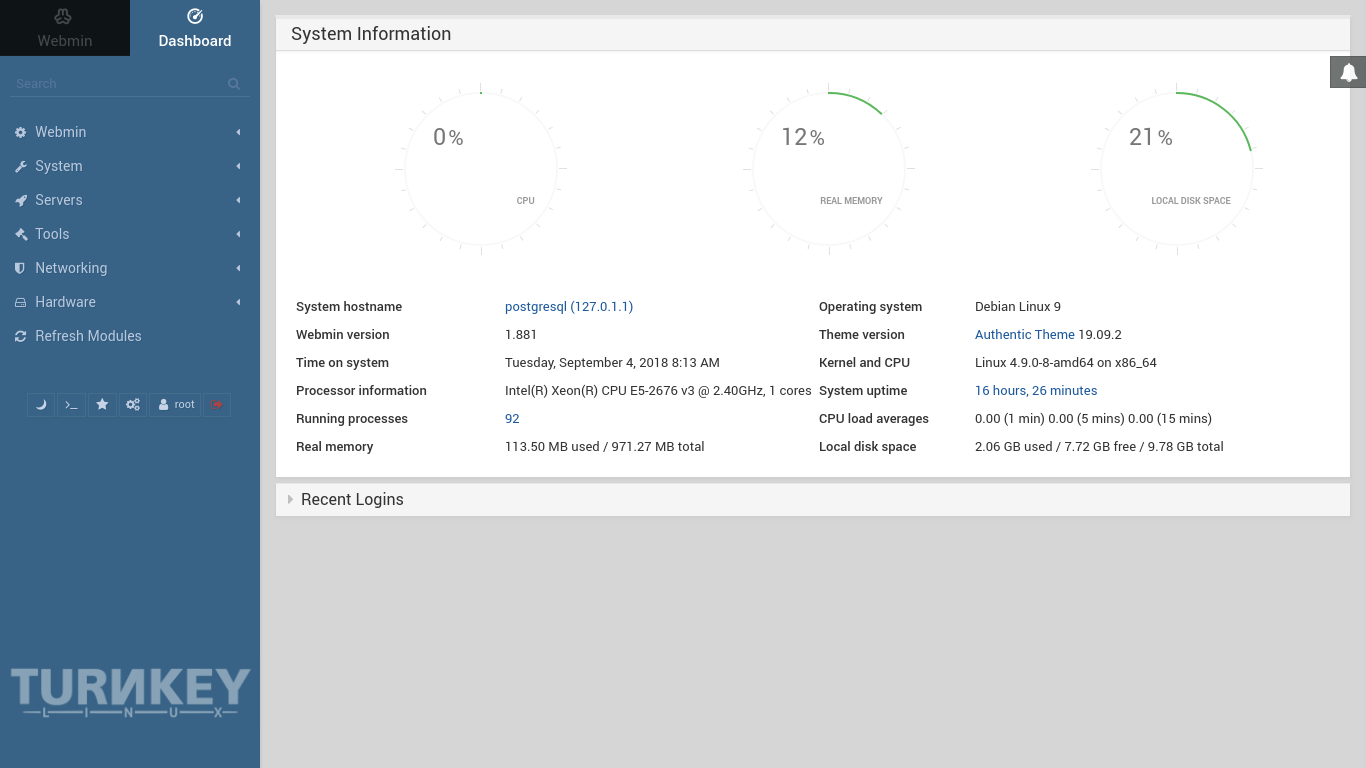 Webmin
Dashboard
Search
Webmin
System
Servers
Tools
Networking
Hardware
Refresh Modules
root
TURNKEY
LINUX
System Information
0%
CPU
12%
REAL MEMORY
21%
LOCAL DISK SPACE
System hostname postgresql (127.0.1.1) Operating system Debian Linux 9
Webmin version 1.881 Theme version Authentic Theme 19.09.2
Time on system Tuesday, September 4, 2018 8:13 AM Kernel and CPU Linux 4.9.0-8-amd64 on x86_64
Processor information Intel(R) Xeon(R) CPU E5-2676 v3 @ 2.40GHz, 1 cores System uptime 16 hours, 26 minutes
Running processes 92 CPU load averages 0.00 (1 min) 0.00 (5 mins) 0.00 (15 mins)
Real memory 113.50 MB used / 971.27 MB total Local disk space 2.06 GB used / 7.72 GB free / 9.78 GB total
Recent Logins